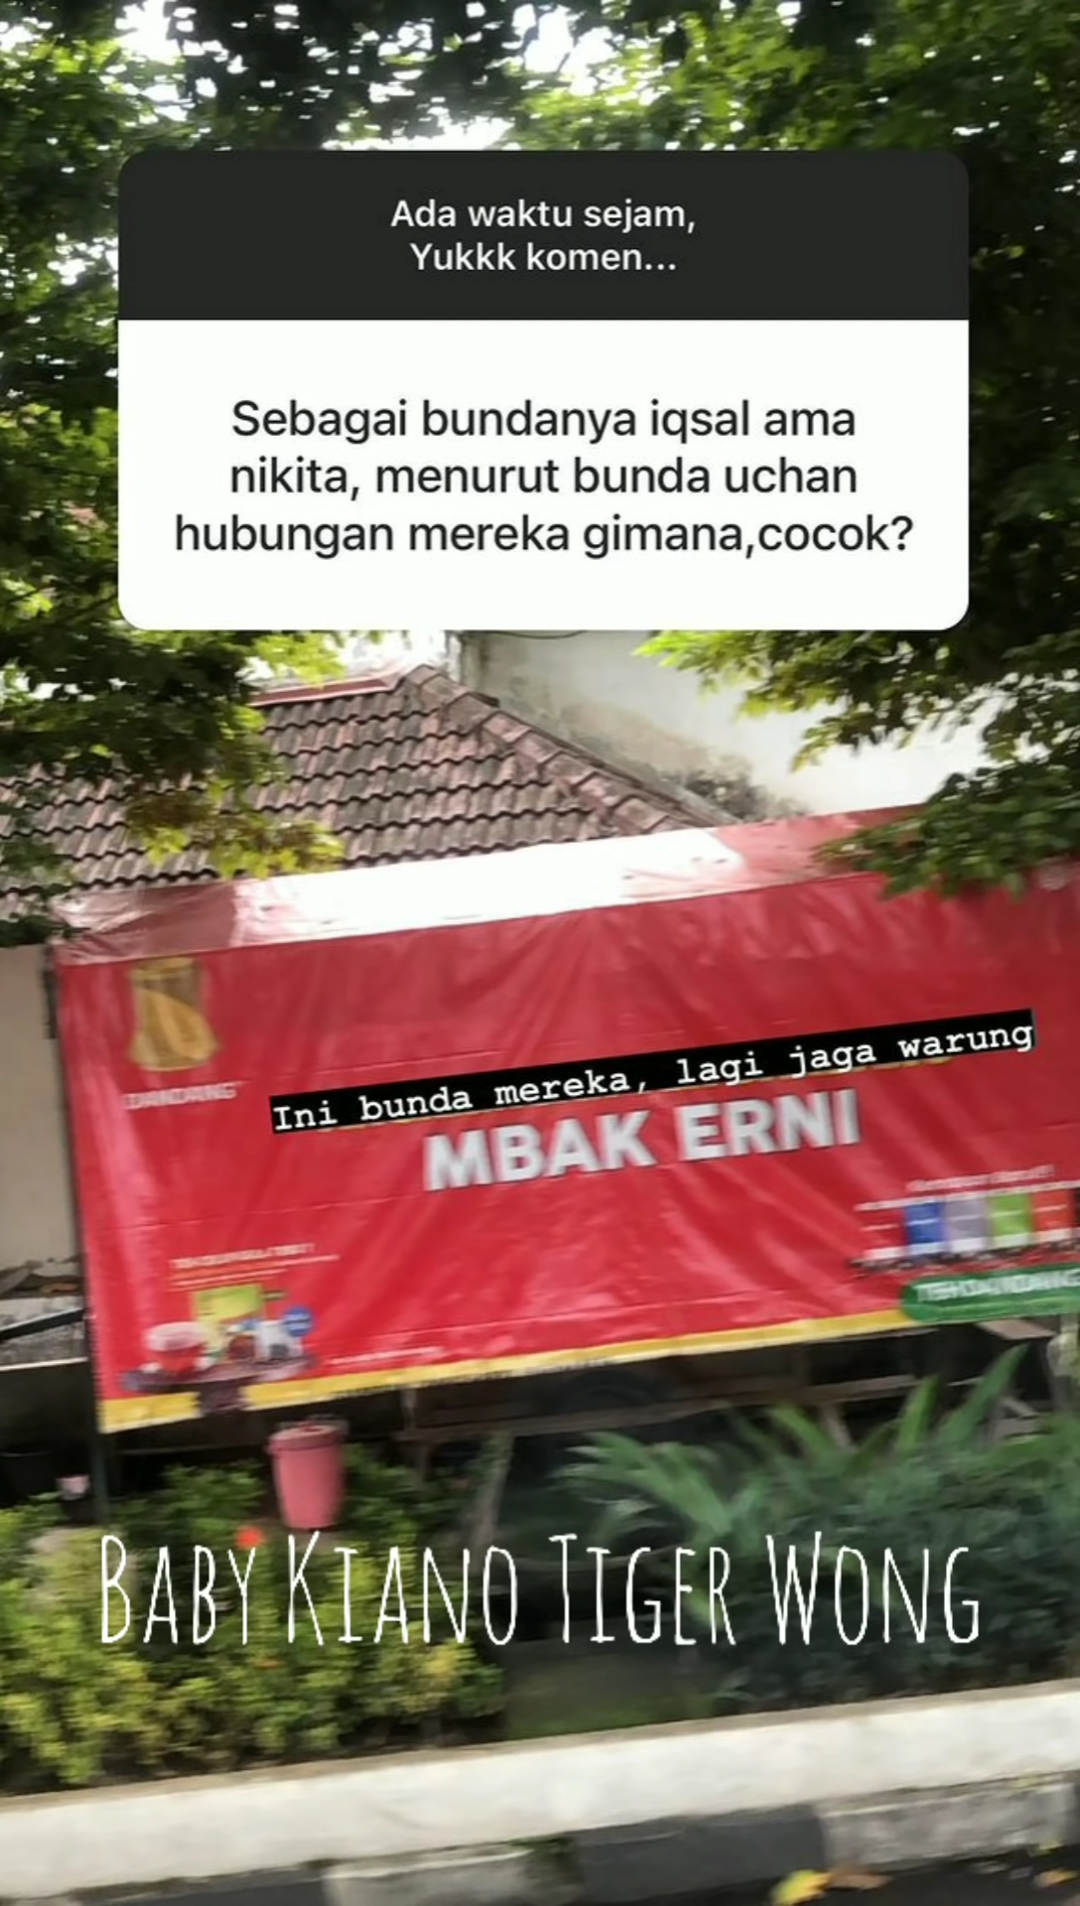 Ada waktu sejam,
Yukkk komen...
Sebagai bundanya iqsal ama
nikita, menurut bunda uchan
hubungan mereka gimana,cocok?
DANDANG
Ini bunda mereka, lagi jaga warung
MBAK ERNI
BABY KIANO TIGER WONG